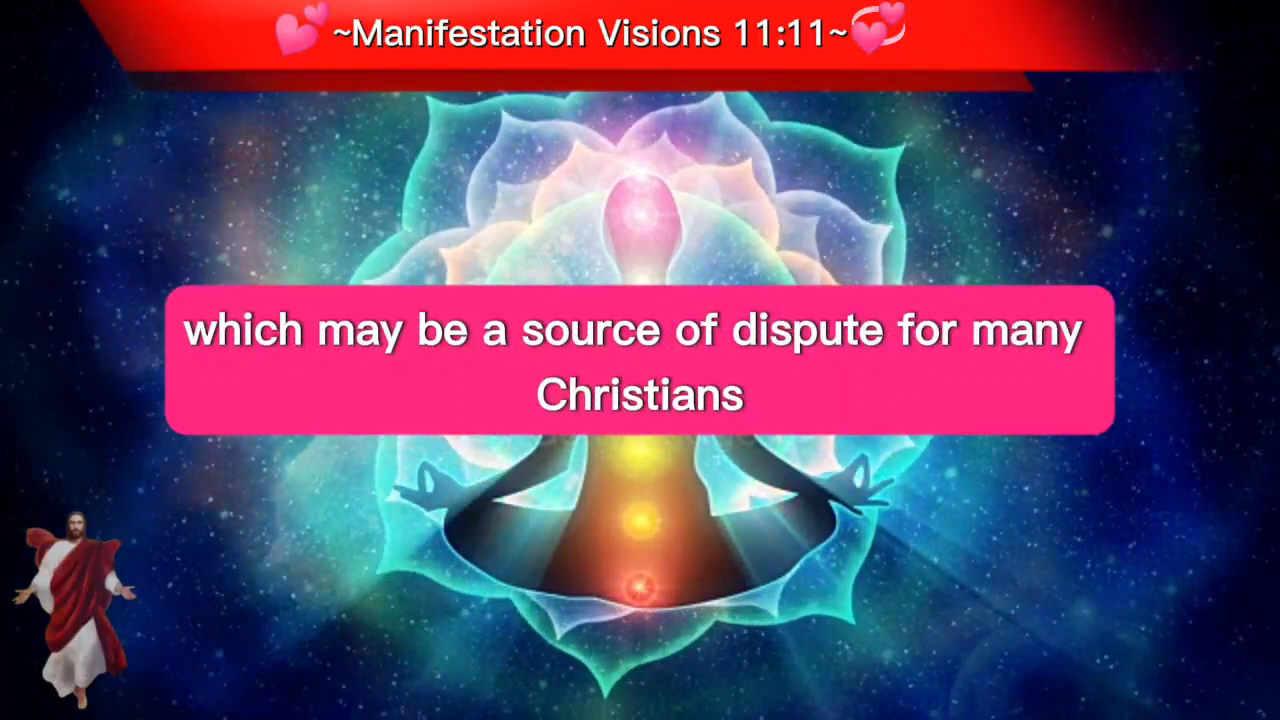 💕~Manifestation Visions 11:11~💞
which may be a source of dispute for many
Christians